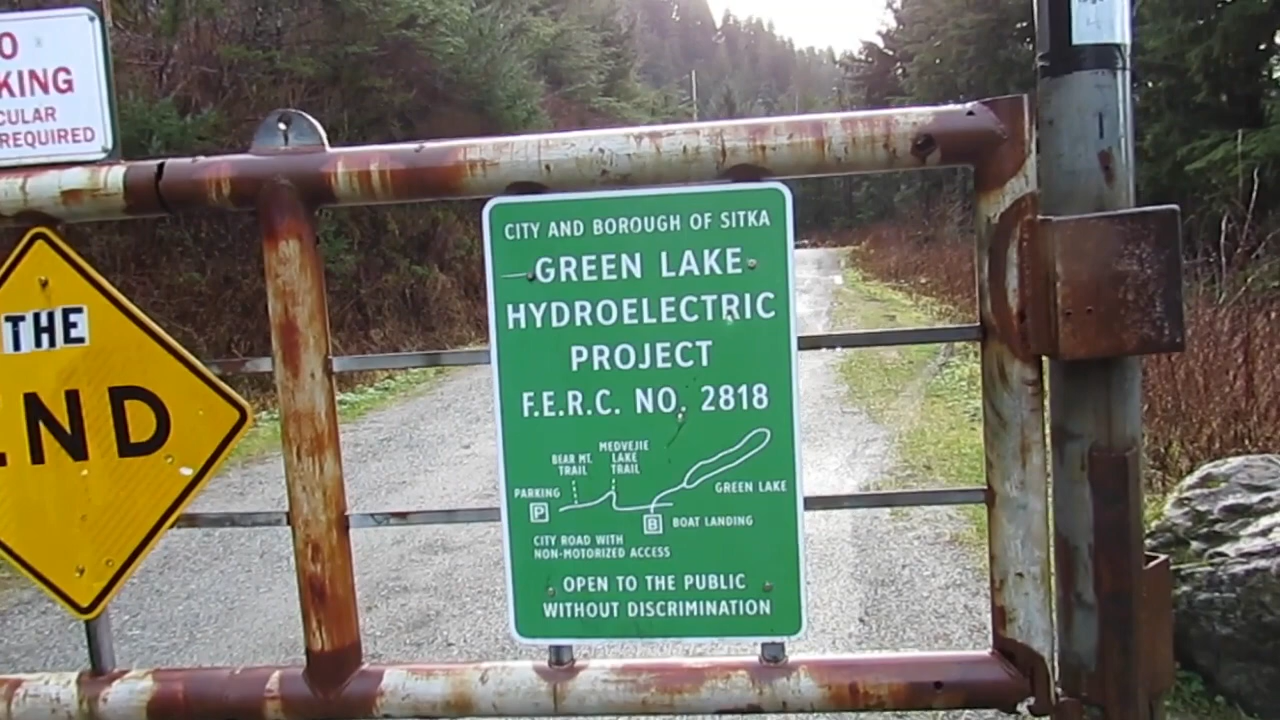 KING
CULAR
REQUIRED
THE
END
CITY AND BOROUGH OF SITKA
GREEN LAKE
HYDROELECTRIC
PROJECT
F.E.R.C. NO. 2818
MEDVEJIE
LAKE
TRAIL
BEAR MT.
TRAIL
PARKING
P
GREEN LAKE
B BOAT LANDING
CITY ROAD WITH
NON-MOTORIZED ACCESS
OPEN TO THE PUBLIC
WITHOUT DISCRIMINATION